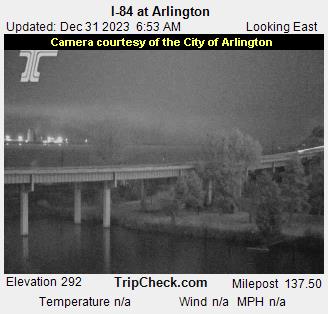 I-84 at Arlington
Updated: Dec 31 2023 6:53 AM Looking East
Camera courtesy of the City of Arlington
Elevation 292 TripCheck.com Milepost 137.50
Temperature n/a Wind n/a MPH n/a